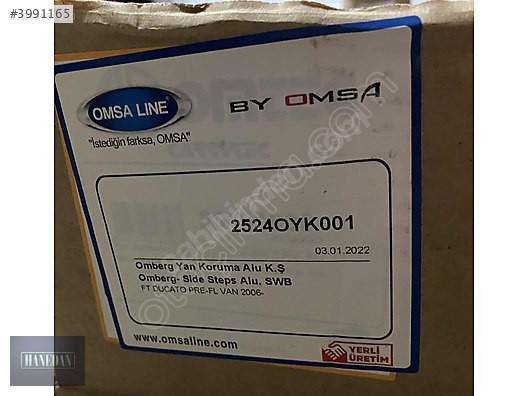 #3991165
OMSA LINE
BY OMSA
"İstediğin farksa, OMSA"
2524OYK001
03.01.2022
Omberg Yan Koruma Alu K.Ş
Omberg- Side Steps Alu. SWB
FT DUCATO PRE-FL VAN 2006-
www.omsaline.com
YERLİ
ÜRETİM
HANEDAN